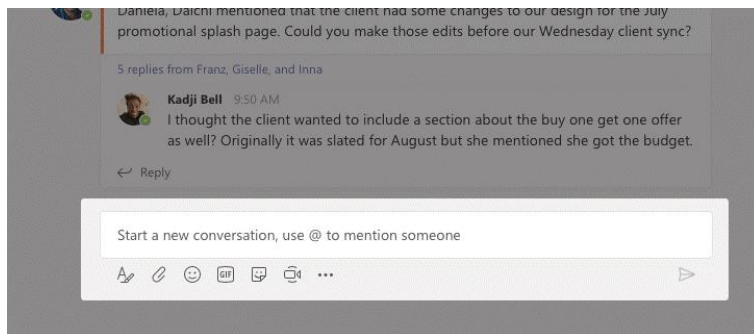 Daniela, Daichi mentioned that the client had some changes to our design for the July
promotional splash page. Could you make those edits before our Wednesday client sync?
5 replies from Franz, Giselle, and Inna
Kadji Bell 9:50 AM
I thought the client wanted to include a section about the buy one get one offer
as well? Originally it was slated for August but she mentioned she got the budget.
Reply
Start a new conversation, use @ to mention someone
GIF